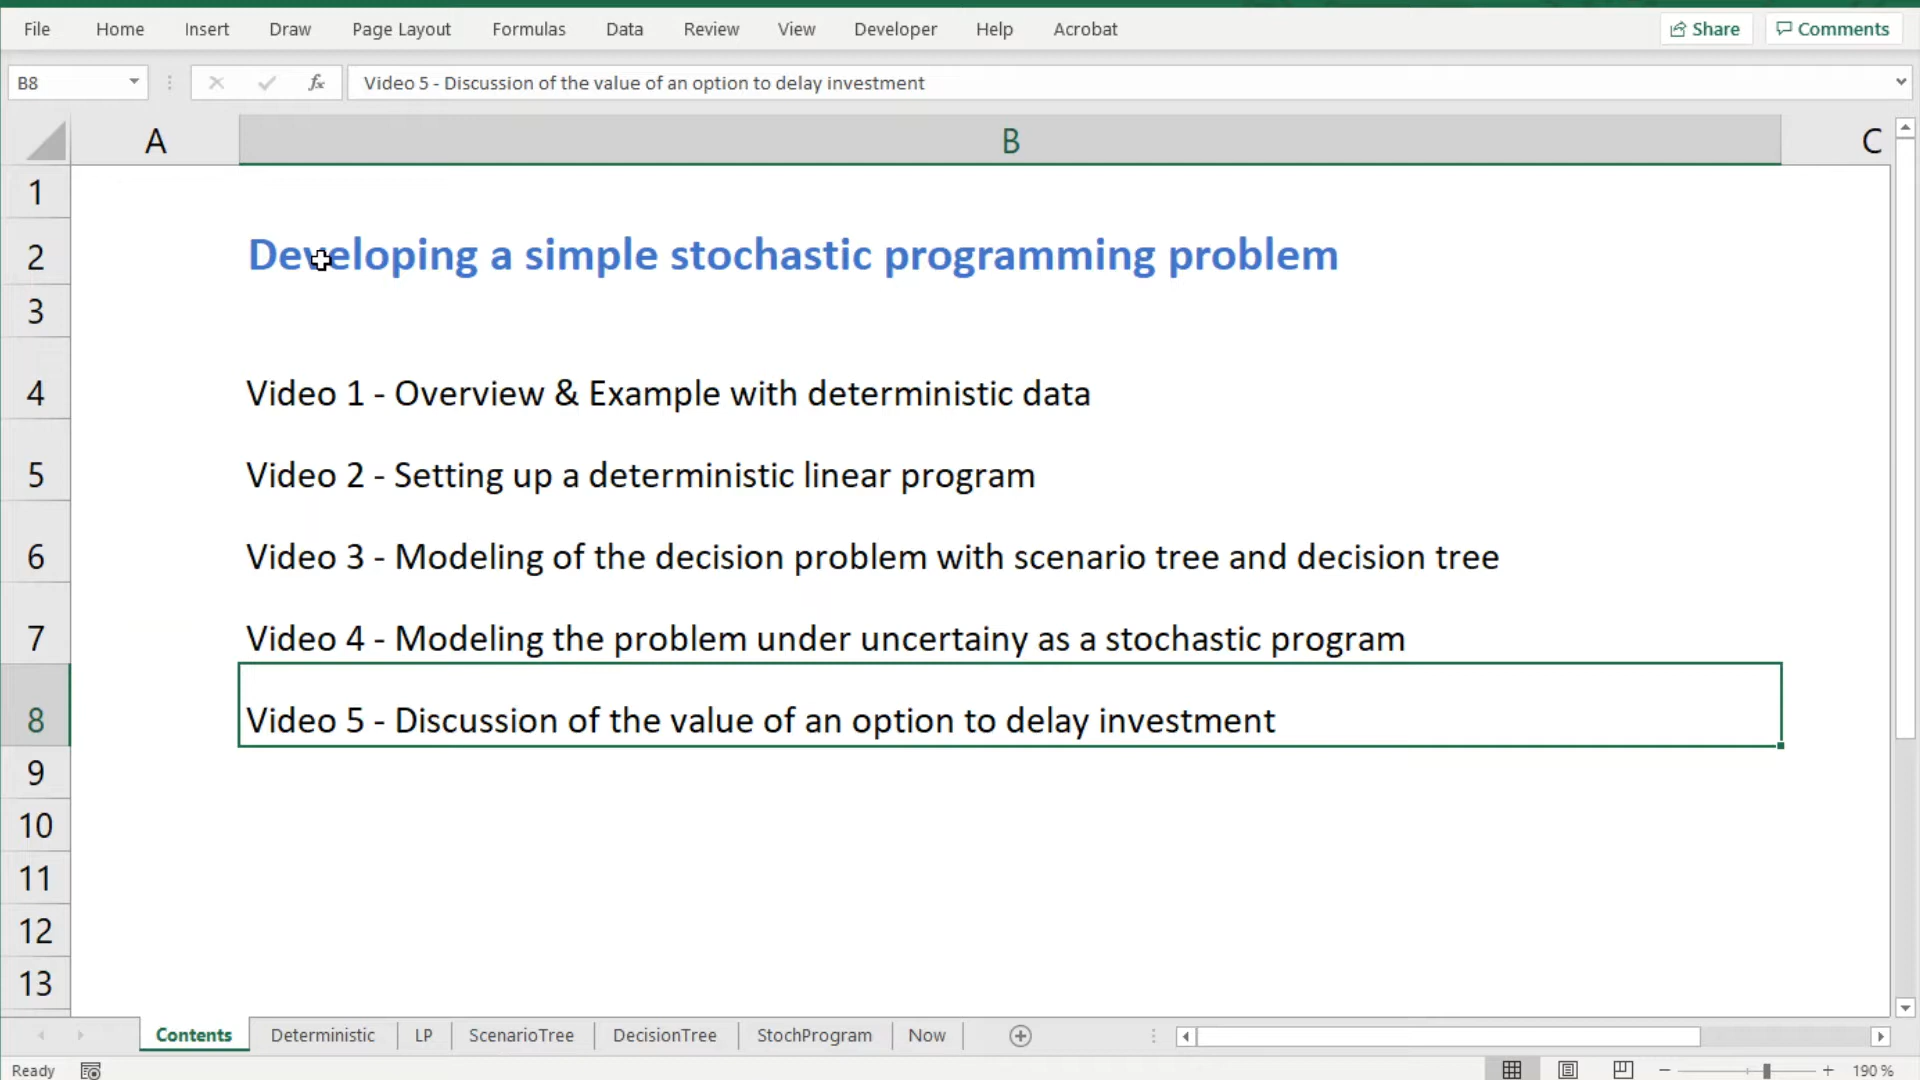 File Home Insert Draw Page Layout Formulas Data Review View Developer Help Acrobat Share Comments
B8 fx Video 5 - Discussion of the value of an option to delay investment
A B C
1
2 Developing a simple stochastic programming problem
3
4 Video 1 - Overview & Example with deterministic data
5 Video 2 - Setting up a deterministic linear program
6 Video 3 - Modeling of the decision problem with scenario tree and decision tree
7 Video 4 - Modeling the problem under uncertainy as a stochastic program
8 Video 5 - Discussion of the value of an option to delay investment
9
10
11
12
13
Contents Deterministic LP ScenarioTree DecisionTree StochProgram Now
Ready 190 %